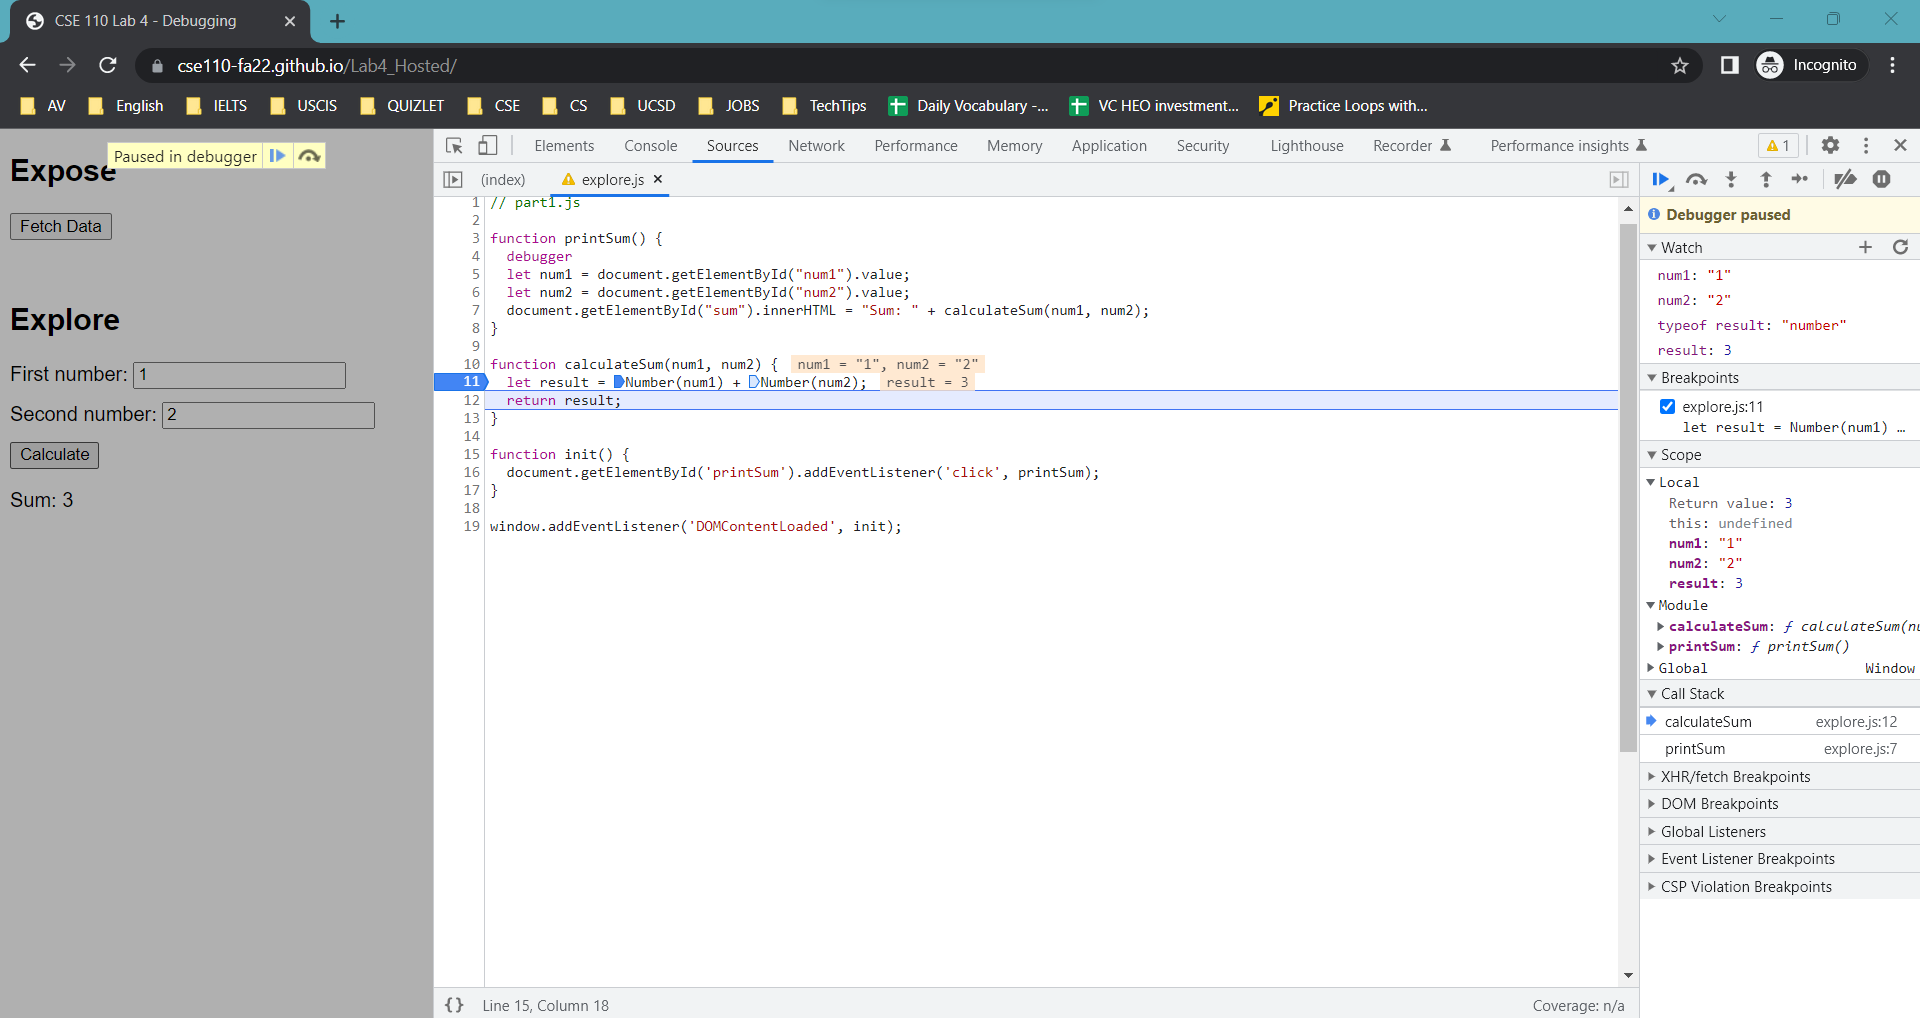 CSE 110 Lab 4 - Debugging
cse110-fa22.github.io/Lab4_Hosted/
Incognito
AV English IELTS USCIS QUIZLET CSE CS UCSD JOBS TechTips Daily Vocabulary -... VC HEO investment... Practice Loops with...
Paused in debugger
Expose
Fetch Data
Explore
First number: 1
Second number: 2
Calculate
Sum: 3
Elements Console Sources Network Performance Memory Application Security Lighthouse Recorder Performance insights 1
(index) explore.js
1 // part1.js
2
3 function printSum() {
4 debugger
5 let num1 = document.getElementById("num1").value;
6 let num2 = document.getElementById("num2").value;
7 document.getElementById("sum").innerHTML = "Sum: " + calculateSum(num1, num2);
8 }
9
10 function calculateSum(num1, num2) { num1 = "1", num2 = "2"
11 let result = Number(num1) + Number(num2); result = 3
12 return result;
13 }
14
15 function init() {
16 document.getElementById('printSum').addEventListener('click', printSum);
17 }
18
19 window.addEventListener('DOMContentLoaded', init);
{} Line 15, Column 18
Coverage: n/a
Debugger paused
Watch
num1: "1"
num2: "2"
typeof result: "number"
result: 3
Breakpoints
explore.js:11
let result = Number(num1) …
Scope
Local
Return value: 3
this: undefined
num1: "1"
num2: "2"
result: 3
Module
calculateSum: ƒ calculateSum(nu
printSum: ƒ printSum()
Global Window
Call Stack
calculateSum explore.js:12
printSum explore.js:7
XHR/fetch Breakpoints
DOM Breakpoints
Global Listeners
Event Listener Breakpoints
CSP Violation Breakpoints